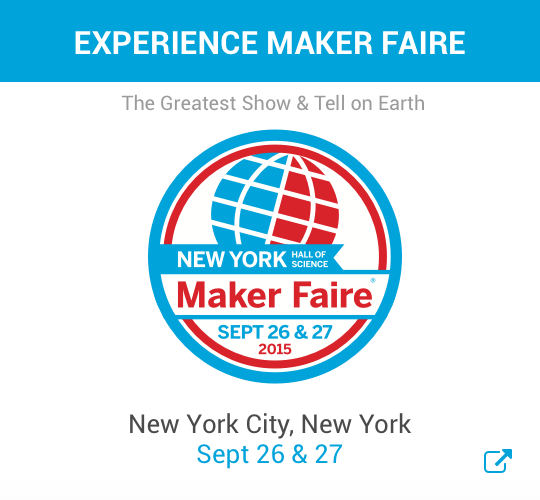 EXPERIENCE MAKER FAIRE
The Greatest Show & Tell on Earth
NEW YORK HALL OF SCIENCE
Maker Faire®
SEPT 26 & 27
2015
New York City, New York
Sept 26 & 27